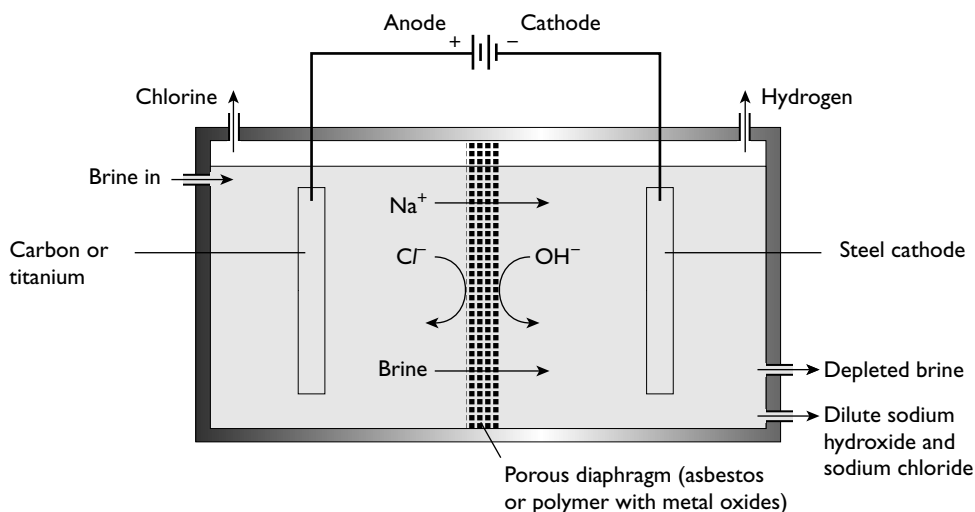 Anode
Cathode
+
−
Chlorine
Hydrogen
Brine in
Na⁺
Carbon or
titanium
Cl⁻
OH⁻
Steel cathode
Brine
Depleted brine
Dilute sodium
hydroxide and
sodium chloride
Porous diaphragm (asbestos
or polymer with metal oxides)